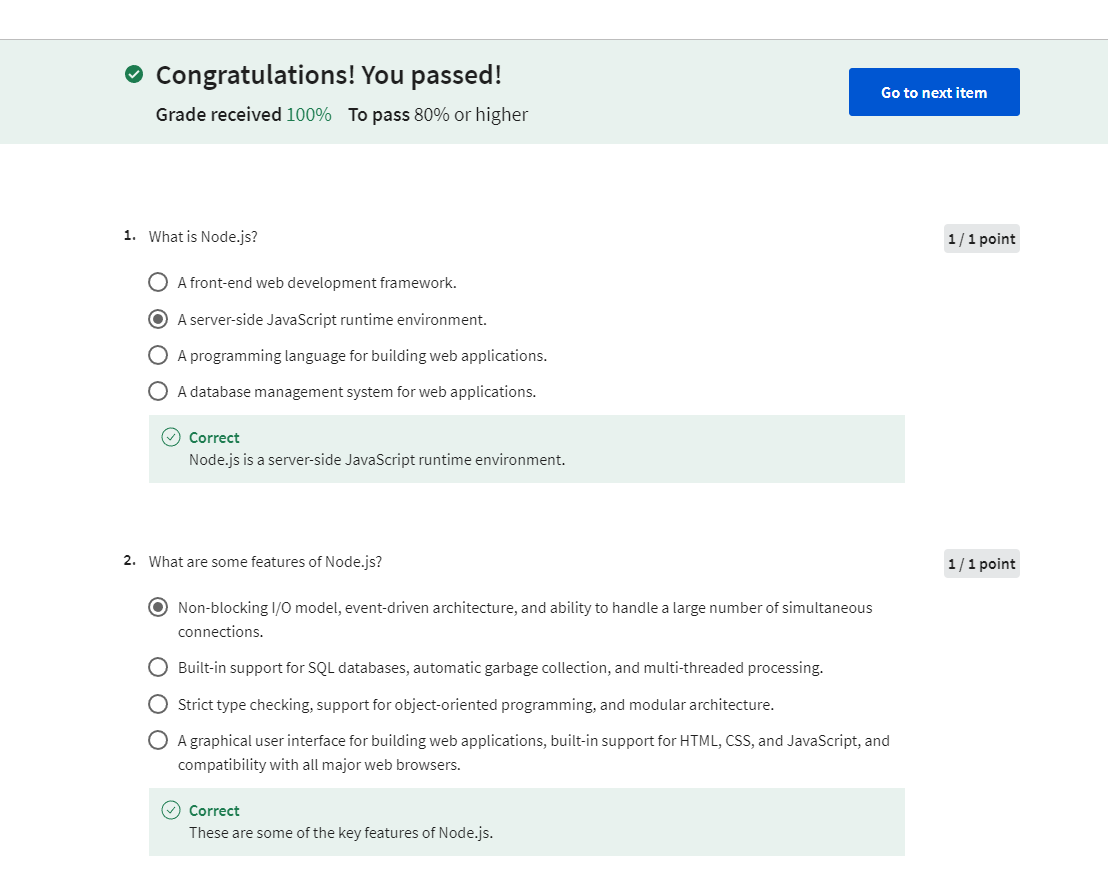 Congratulations! You passed!
Grade received 100% To pass 80% or higher
Go to next item
1. What is Node.js?
1 / 1 point
A front-end web development framework.
A server-side JavaScript runtime environment.
A programming language for building web applications.
A database management system for web applications.
Correct
Node.js is a server-side JavaScript runtime environment.
2. What are some features of Node.js?
1 / 1 point
Non-blocking I/O model, event-driven architecture, and ability to handle a large number of simultaneous
connections.
Built-in support for SQL databases, automatic garbage collection, and multi-threaded processing.
Strict type checking, support for object-oriented programming, and modular architecture.
A graphical user interface for building web applications, built-in support for HTML, CSS, and JavaScript, and
compatibility with all major web browsers.
Correct
These are some of the key features of Node.js.